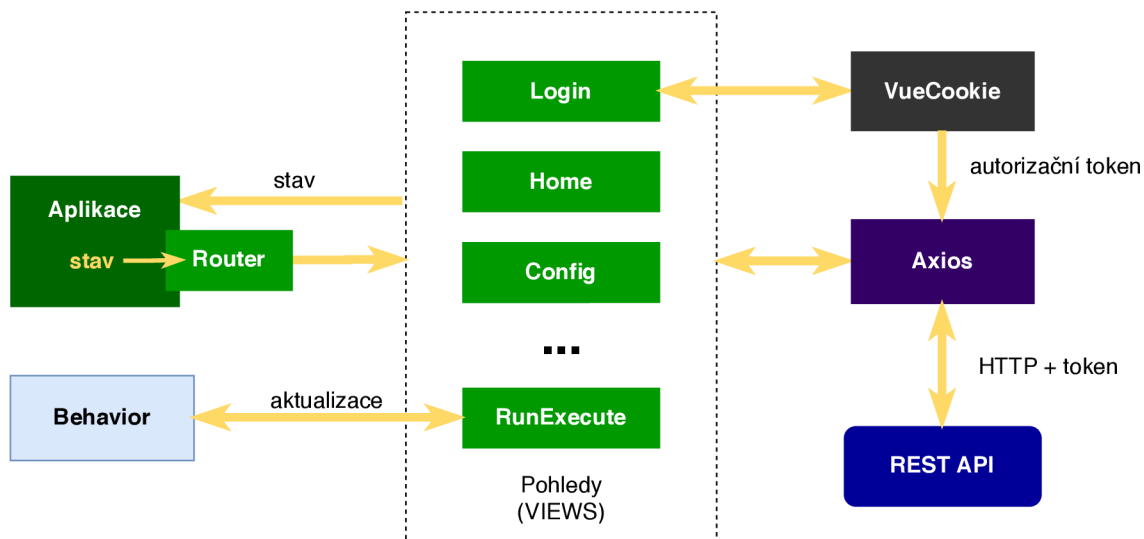 Login
VueCookie
autorizační token
Home
stav
Aplikace
stav
Router
Config
Axios
...
HTTP + token
Behavior
aktualizace
RunExecute
REST API
Pohledy
(VIEWS)